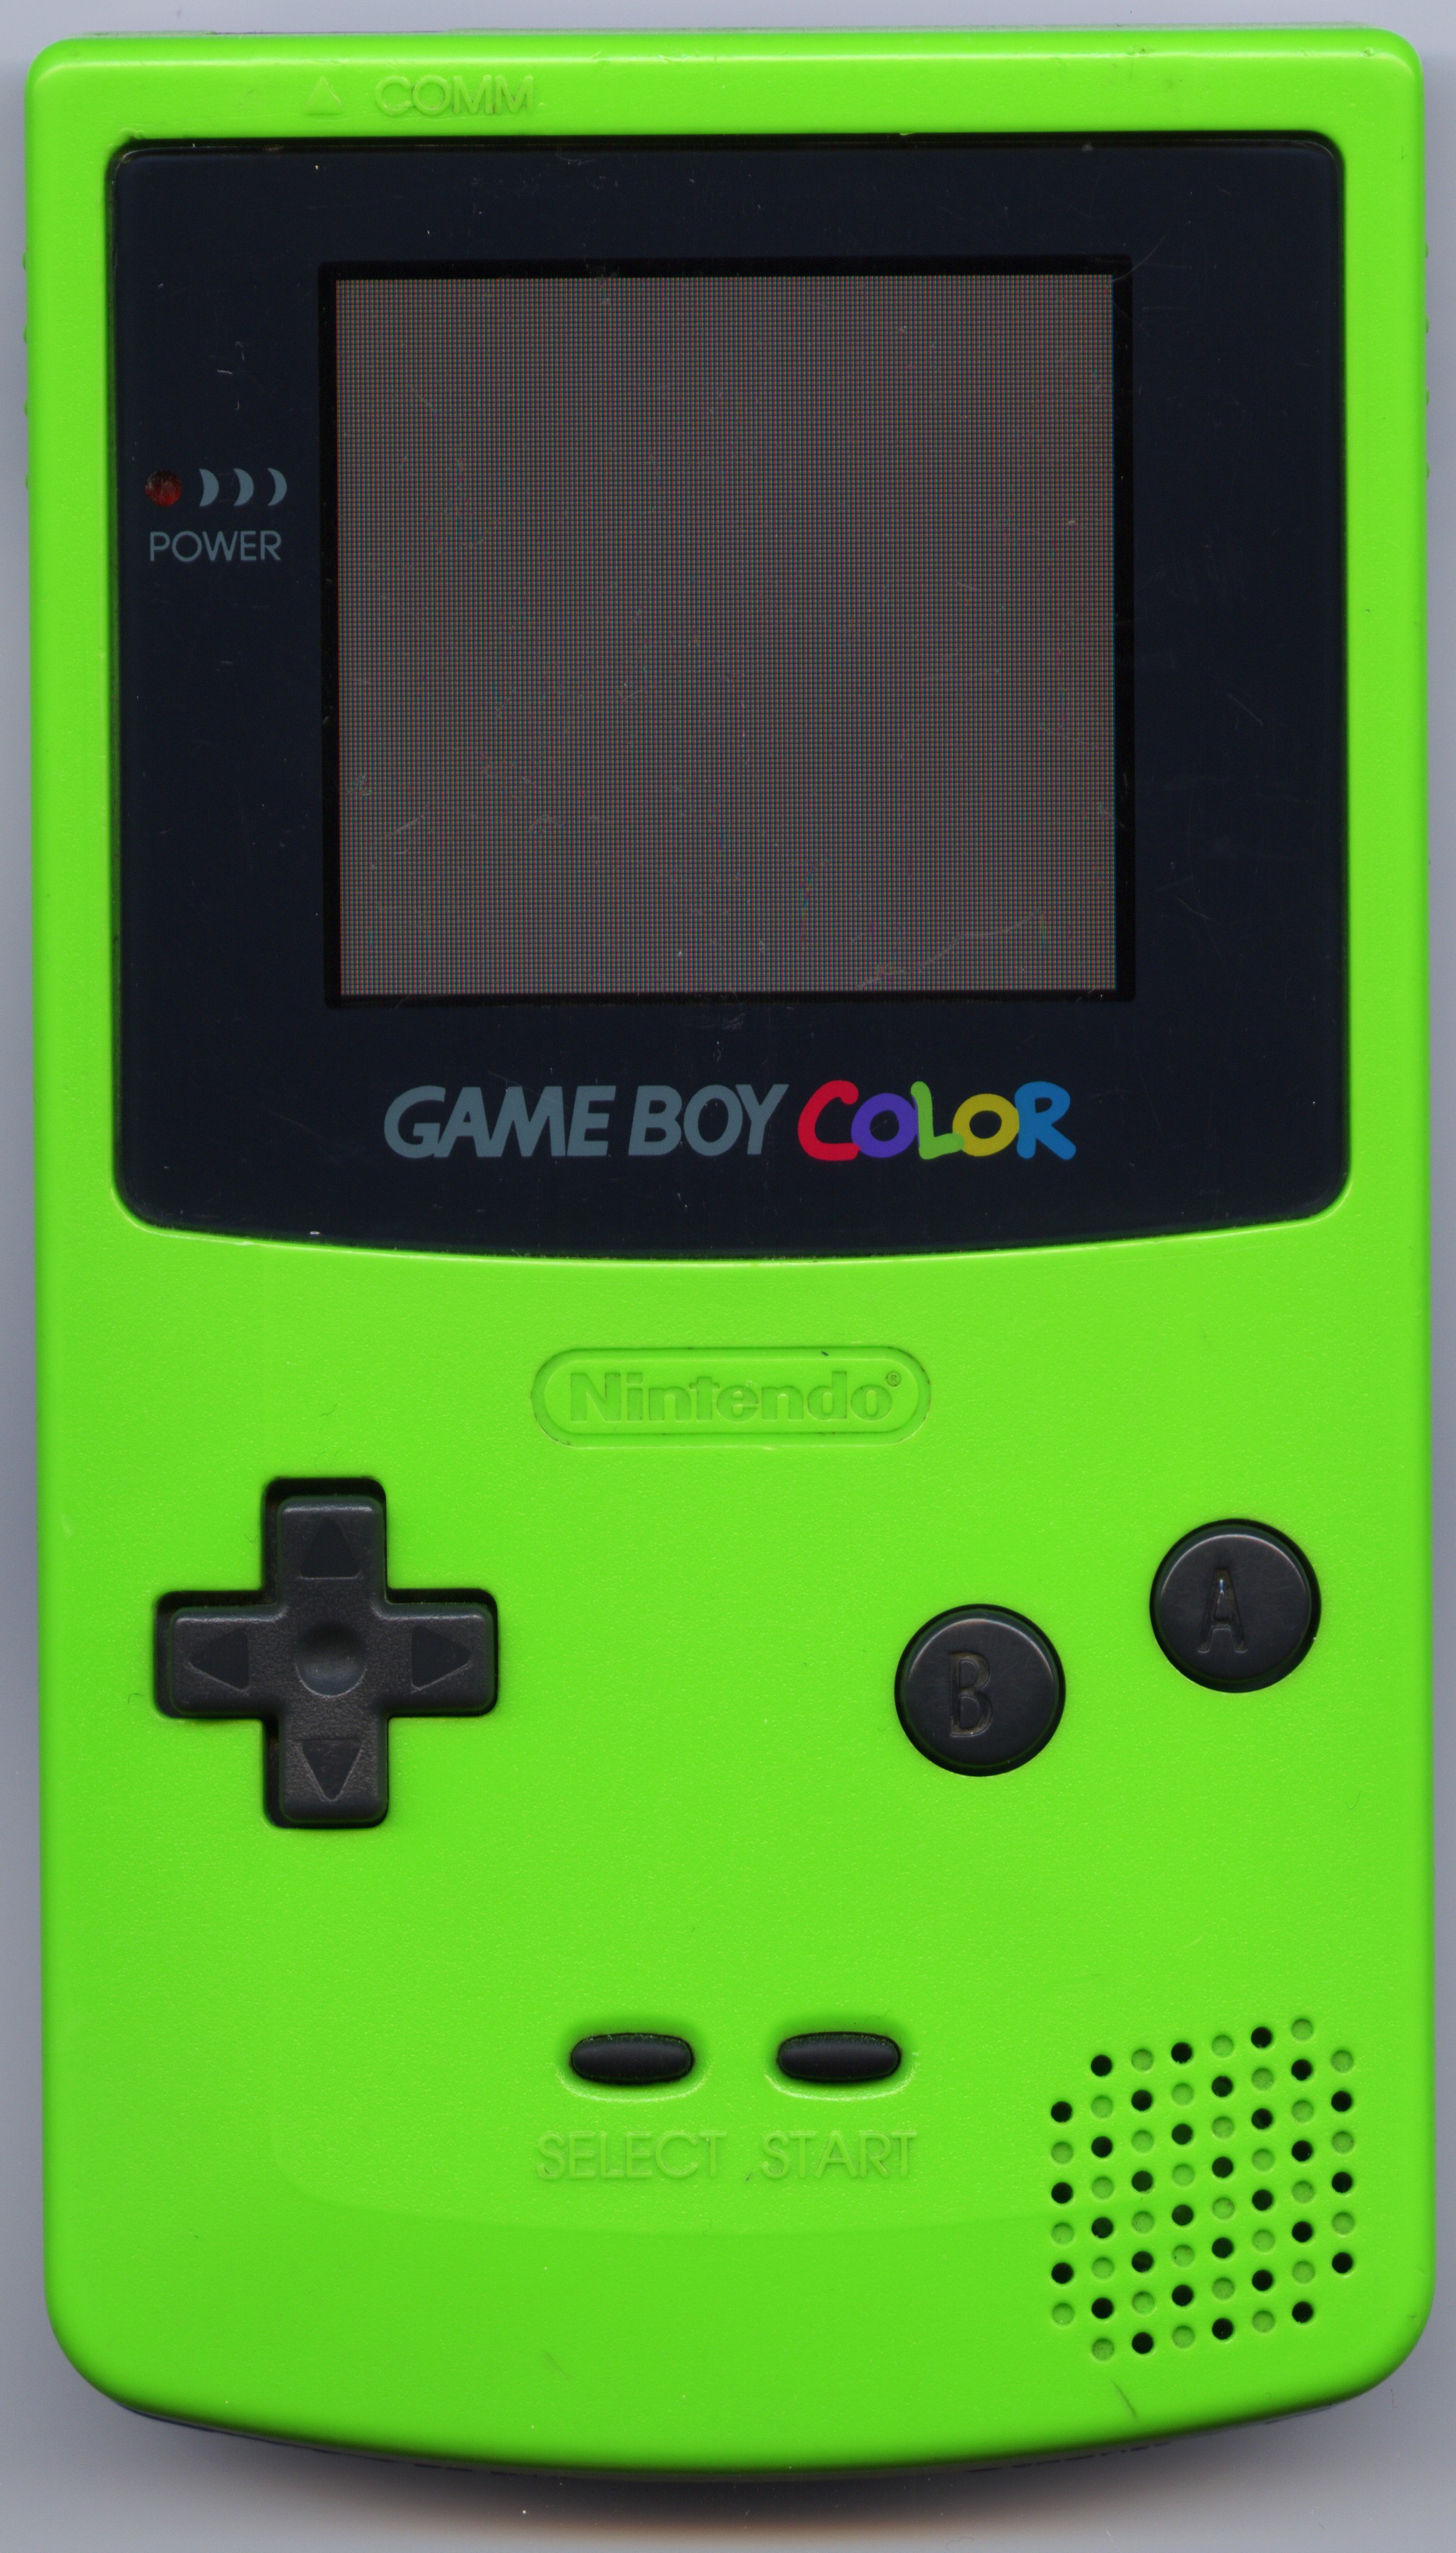 COMM
POWER
GAME BOY COLOR
Nintendo®
A
B
SELECT START